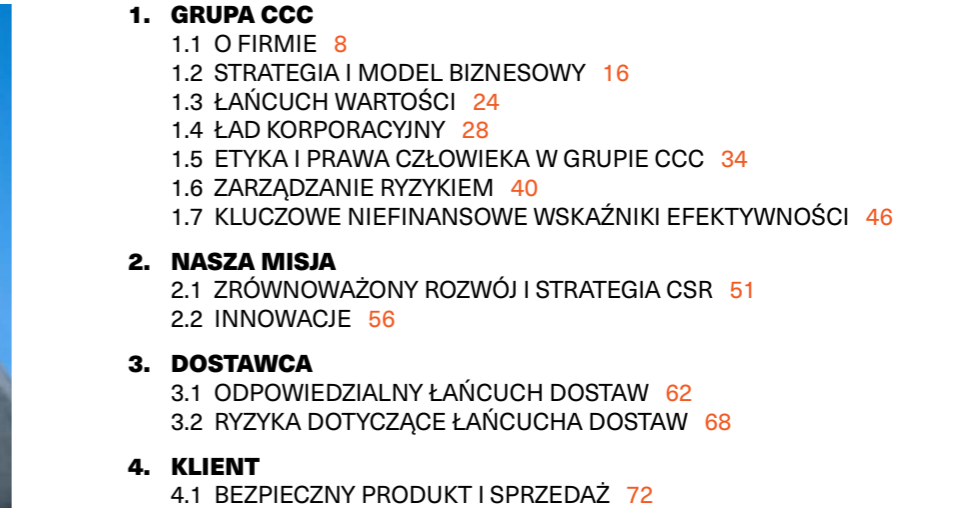 1. GRUPA CCC
1.1 O FIRMIE 8
1.2 STRATEGIA I MODEL BIZNESOWY 16
1.3 ŁAŃCUCH WARTOŚCI 24
1.4 ŁAD KORPORACYJNY 28
1.5 ETYKA I PRAWA CZŁOWIEKA W GRUPIE CCC 34
1.6 ZARZĄDZANIE RYZYKIEM 40
1.7 KLUCZOWE NIEFINANSOWE WSKAŹNIKI EFEKTYWNOŚCI 46
2. NASZA MISJA
2.1 ZRÓWNOWAŻONY ROZWÓJ I STRATEGIA CSR 51
2.2 INNOWACJE 56
3. DOSTAWCA
3.1 ODPOWIEDZIALNY ŁAŃCUCH DOSTAW 62
3.2 RYZYKA DOTYCZĄCE ŁAŃCUCHA DOSTAW 68
4. KLIENT
4.1 BEZPIECZNY PRODUKT I SPRZEDAŻ 72